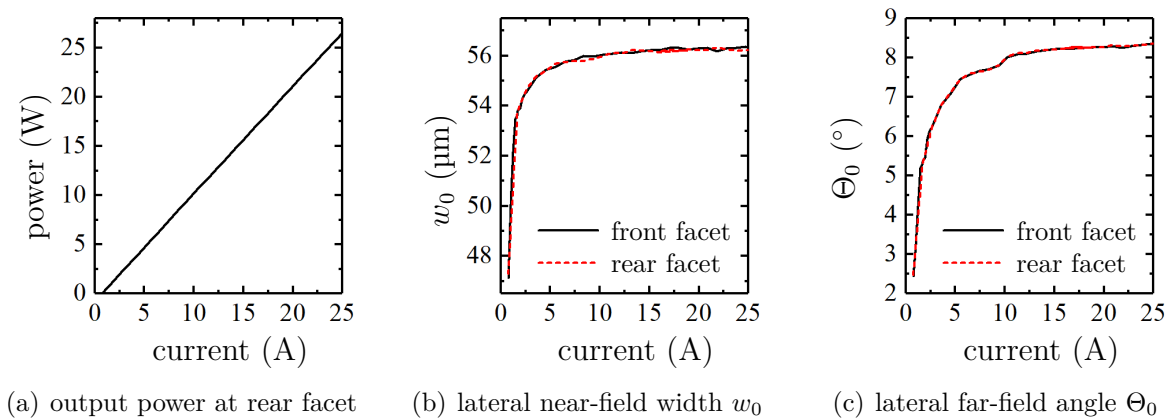 power (W)
25
20
15
10
5
0
0 5 10 15 20 25
current (A)
(a) output power at rear facet
w₀ (µm)
56
54
52
50
48
front facet
rear facet
0 5 10 15 20 25
current (A)
(b) lateral near-field width w₀
Θ₀ (°)
9
8
7
6
5
4
3
2
front facet
rear facet
0 5 10 15 20 25
current (A)
(c) lateral far-field angle Θ₀